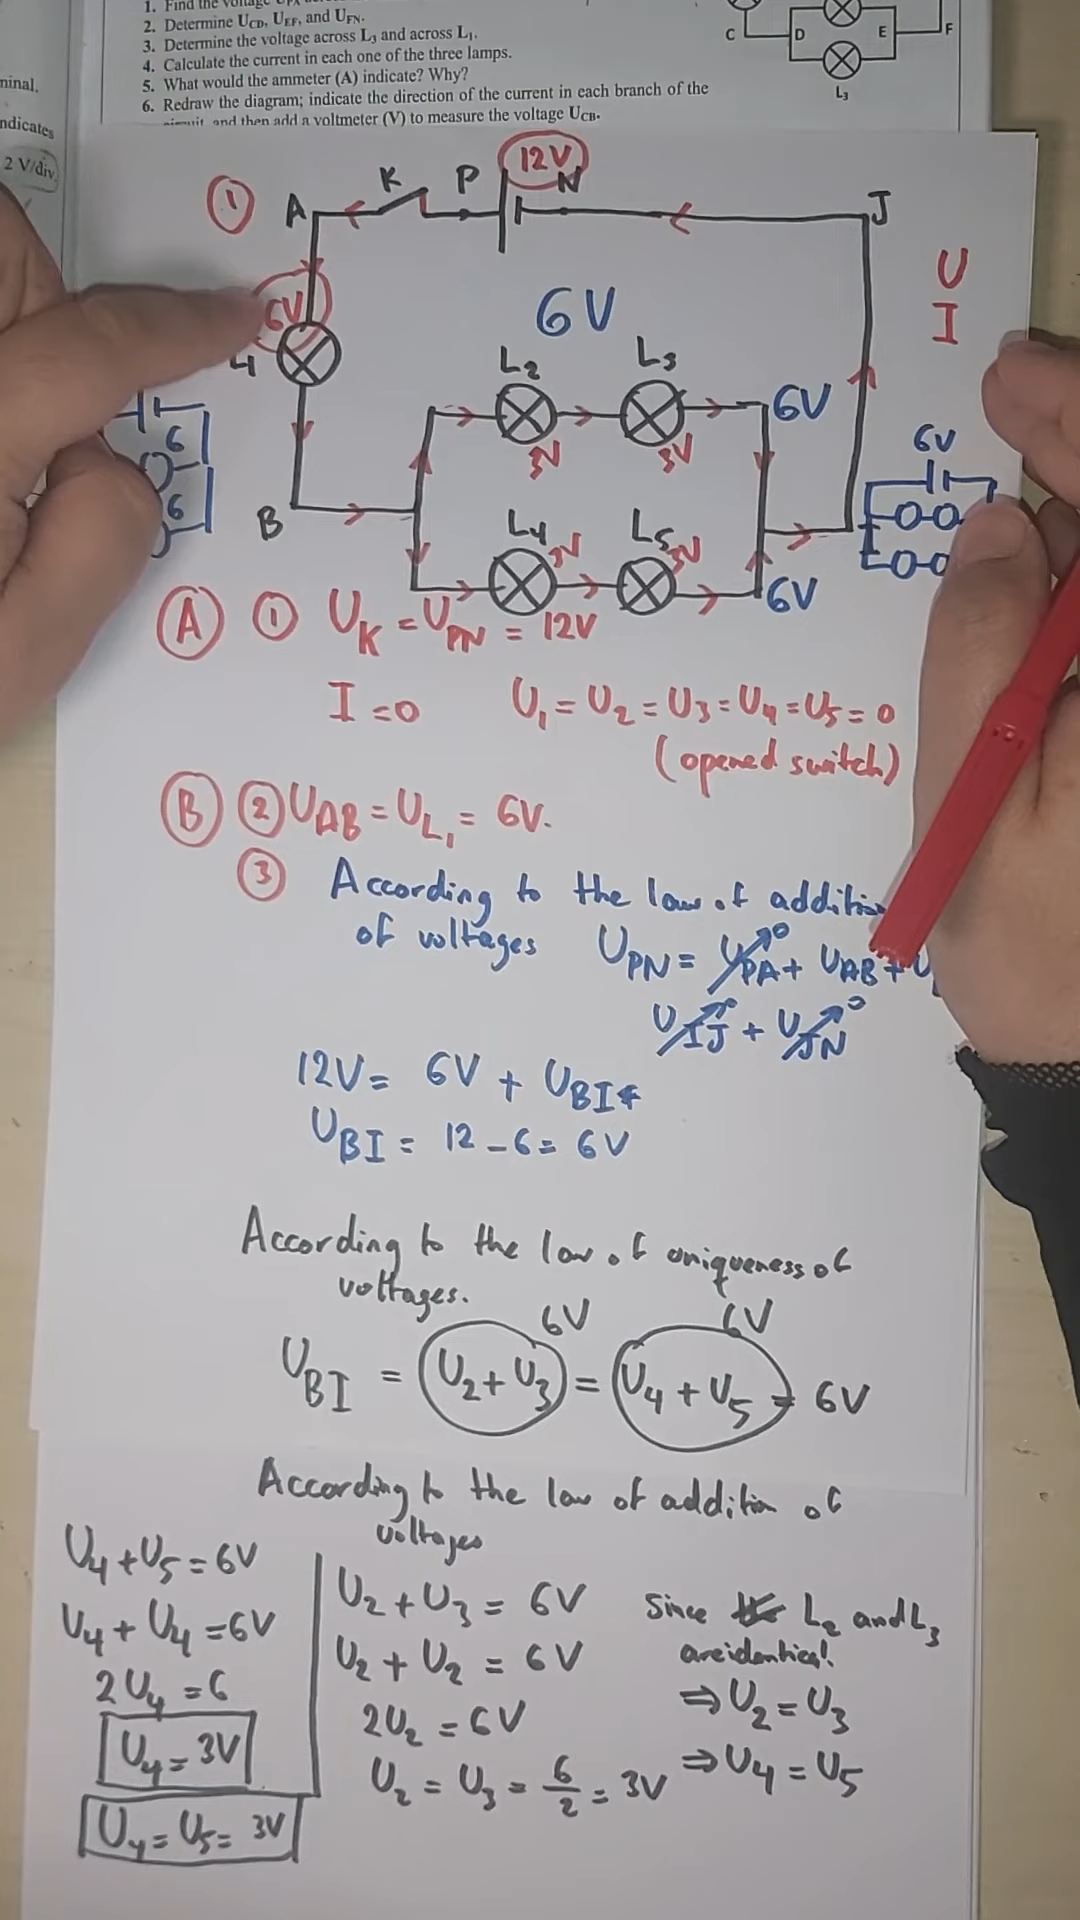 2. Determine UCD, UEF, and UFN.
3. Determine the voltage across L3 and across L1.
4. Calculate the current in each one of the three lamps.
5. What would the ammeter (A) indicate? Why?
6. Redraw the diagram; indicate the direction of the current in each branch of the
and then add a voltmeter (V) to measure the voltage UCB.
C D E F
L3
2 V/div
12V
1 A K P N J
U
I
6V
6V
L2 L3
6V
3V 3V
6V
6
6
B
L4 3V L5 3V
6V
A 1 UK = UPN = 12V
I = 0 U1 = U2 = U3 = U4 = U5 = 0
(opened switch)
B 2 UAB = UL1 = 6V.
3 According to the law of addition
of voltages UPN = UPA + UAB + U
UIJ + UJN
12V = 6V + UBI
UBI = 12 - 6 = 6V
According to the law of uniqueness of
voltages.
6V 6V
UBI = U2 + U3 = U4 + U5 = 6V
According to the law of addition of
voltages
U4 + U5 = 6V
U4 + U4 = 6V
2U4 = 6
U4 = 3V
U4 = U5 = 3V
U2 + U3 = 6V
U2 + U2 = 6V
2U2 = 6V
U2 = U3 = 6/2 = 3V
Since L2 and L3
are identical.
⇒ U2 = U3
⇒ U4 = U5